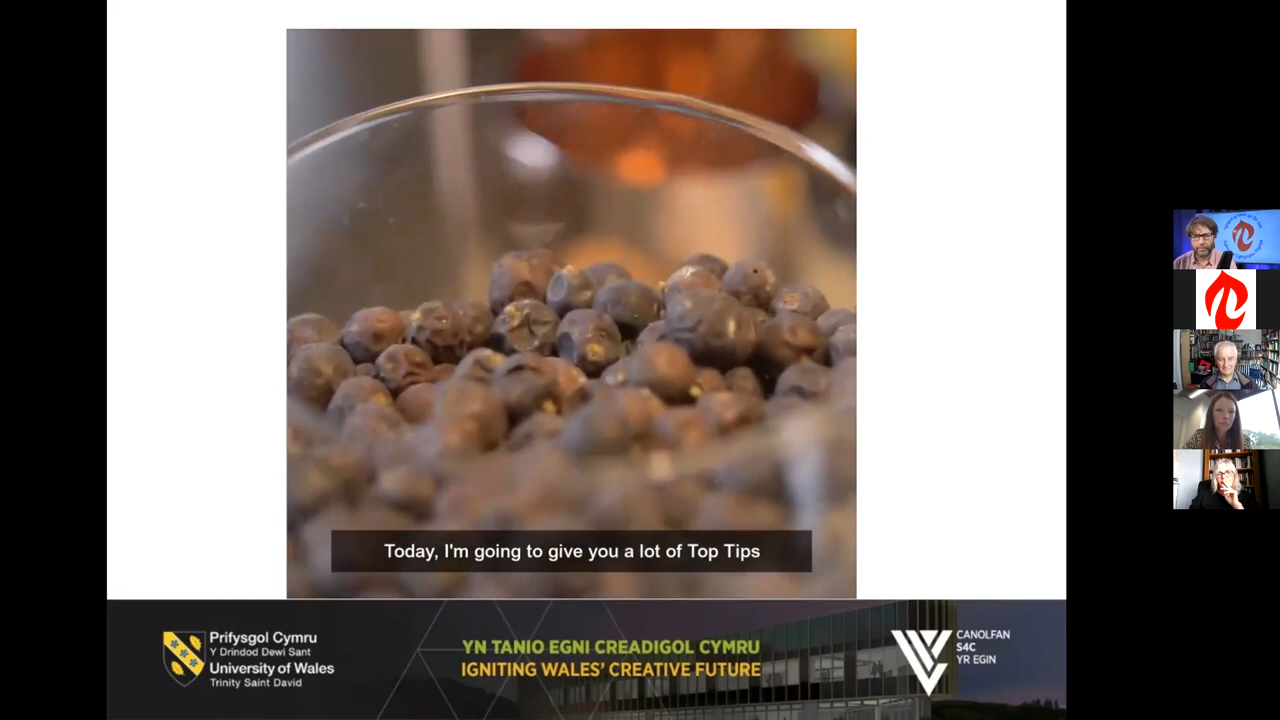 Today, I'm going to give you a lot of Top Tips
Prifysgol Cymru
Y Drindod Dewi Sant
University of Wales
Trinity Saint David
YN TANIO EGNI CREADIGOL CYMRU
IGNITING WALES' CREATIVE FUTURE
CANOLFAN
S4C
YR EGIN